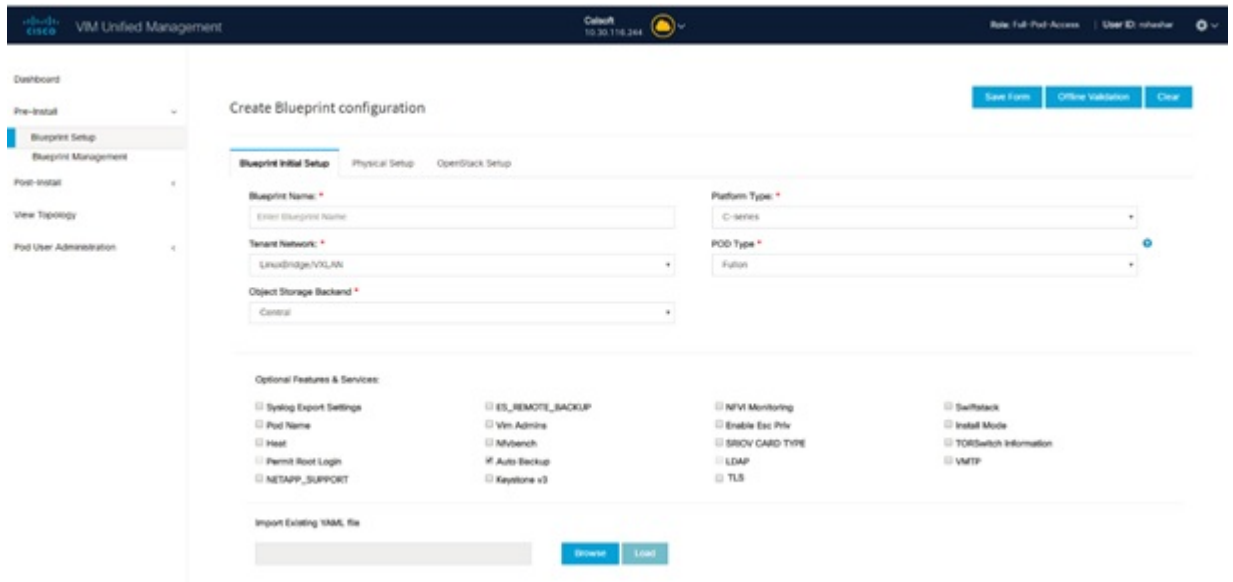 CISCO VIM Unified Management
Calsoft
10.30.116.244
Role: Full-Pod-Access | User ID:
Dashboard
Pre-Install
Blueprint Setup
Blueprint Management
Post-Install
View Topology
Pod User Administration
Create Blueprint configuration
Save Form Offline Validation Clear
Blueprint Initial Setup Physical Setup OpenStack Setup
Blueprint Name: *
Enter Blueprint Name
Platform Type: *
C-series
Tenant Network: *
LinuxBridge/VXLAN
POD Type *
Fullon
Object Storage Backend *
Central
Optional Features & Services:
Syslog Export Settings ES_REMOTE_BACKUP NFVI Monitoring Swiftstack
Pod Name Vim Admins Enable Esc Priv Install Mode
Heat Nfvbench SRIOV CARD TYPE TORSwitch Information
Permit Root Login Auto Backup LDAP VMTP
NETAPP_SUPPORT Keystone v3 TLS
Import Existing YAML file
Browse Load